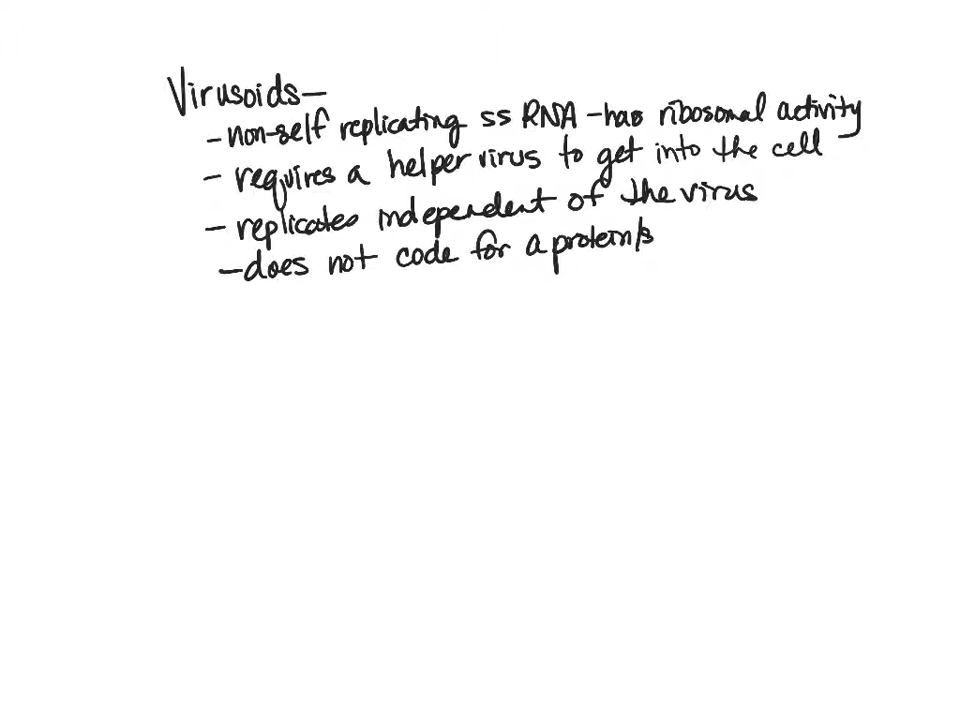 Virusoids—
- non-self replicating ss RNA - has ribosomal activity
- requires a helper virus to get into the cell
- replicates independent of the virus
- does not code for a protein/s